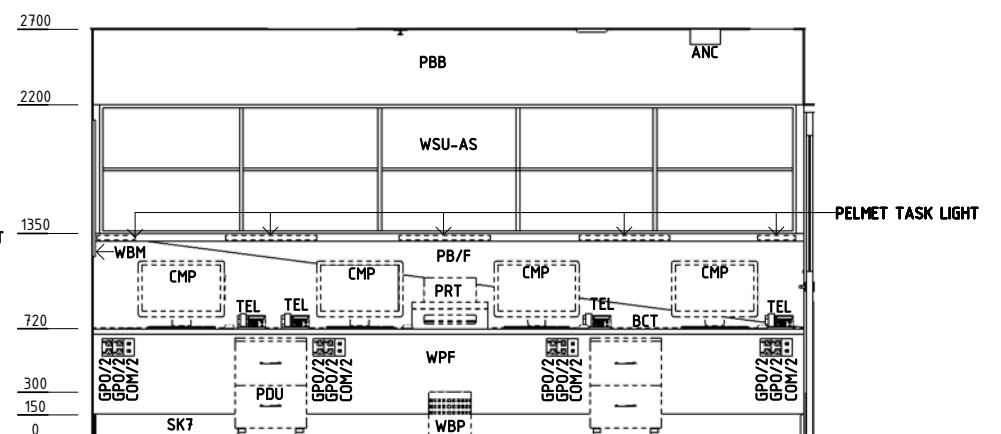 2700
ANC
PBB
2200
WSU-AS
PELMET TASK LIGHT
1350
T
WBM
PB/F
CMP
CMP
CMP
CMP
PRT
TEL
TEL
TEL
TEL
BCT
720
WPF
GPO/2
GPO/2
COM/2
GPO/2
GPO/2
COM/2
GPO/2
GPO/2
COM/2
GPO/2
GPO/2
COM/2
300
PDU
150
SK7
WBP
0